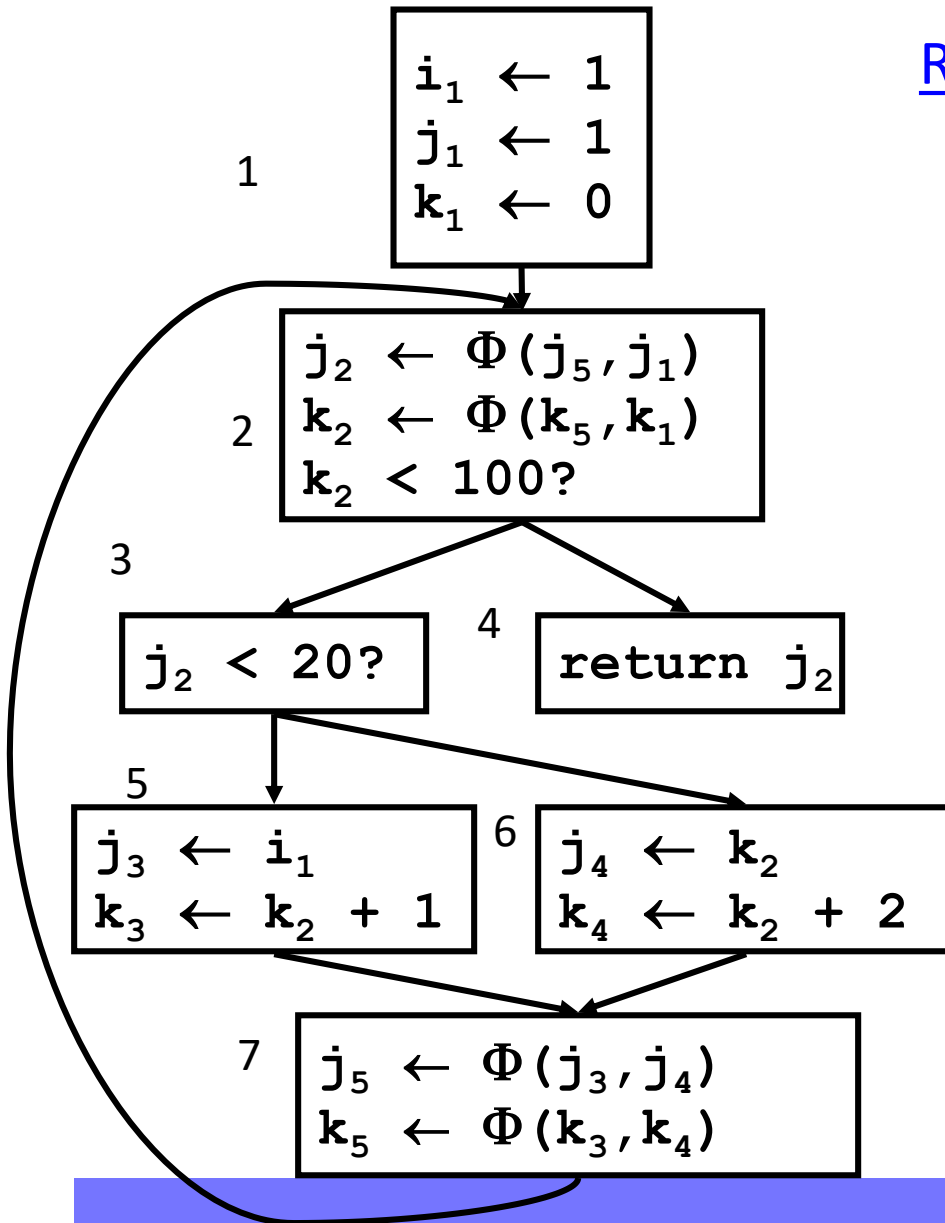 i₁ ← 1
j₁ ← 1
k₁ ← 0
1
R
j₂ ← Φ(j₅,j₁)
k₂ ← Φ(k₅,k₁)
k₂ < 100?
2
3
j₂ < 20?
4
return j₂
5
j₃ ← i₁
k₃ ← k₂ + 1
6
j₄ ← k₂
k₄ ← k₂ + 2
7
j₅ ← Φ(j₃,j₄)
k₅ ← Φ(k₃,k₄)